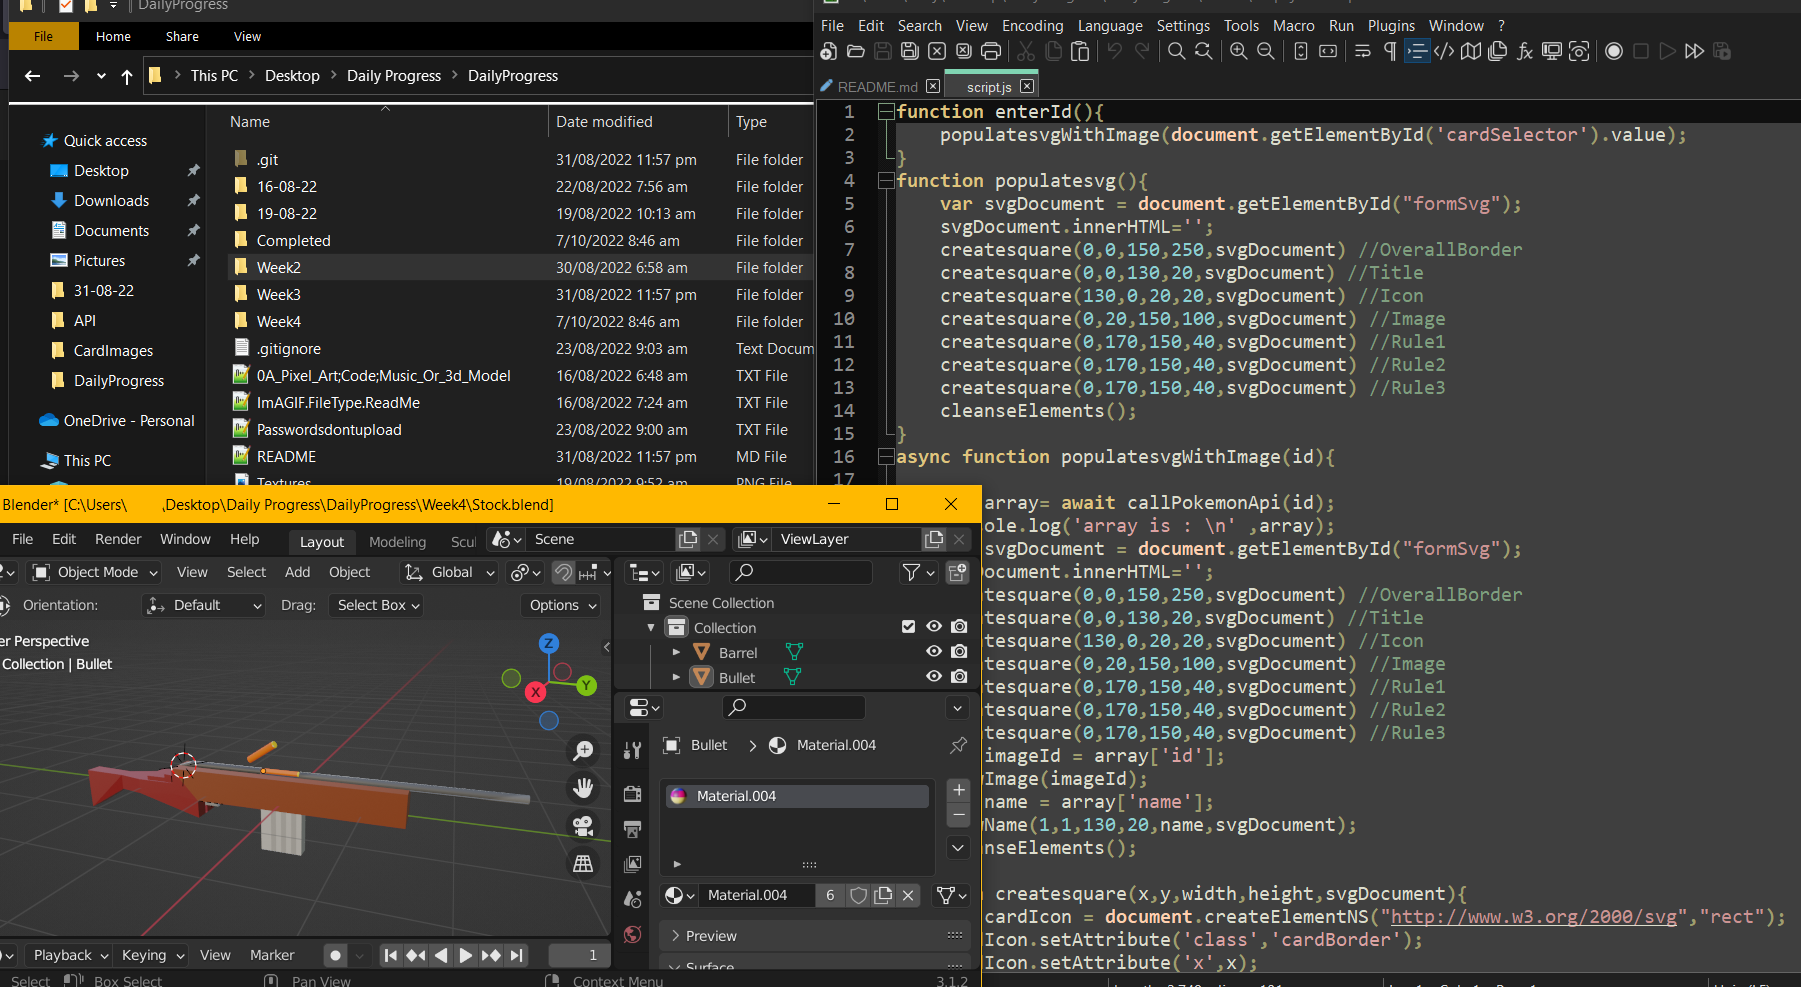 DailyProgress
File Home Share View
This PC Desktop Daily Progress DailyProgress
Name Date modified Type
Quick access
Desktop
Downloads
Documents
Pictures
31-08-22
API
CardImages
DailyProgress
OneDrive - Personal
This PC
.git 31/08/2022 11:57 pm File folder
16-08-22 22/08/2022 7:56 am File folder
19-08-22 19/08/2022 10:13 am File folder
Completed 7/10/2022 8:46 am File folder
Week2 30/08/2022 6:58 am File folder
Week3 31/08/2022 11:57 pm File folder
Week4 7/10/2022 8:46 am File folder
.gitignore 23/08/2022 9:03 am Text Docum
0A_Pixel_Art;Code;Music_Or_3d_Model 16/08/2022 6:48 am TXT File
ImAGIF.FileType.ReadMe 16/08/2022 7:24 am TXT File
Passwordsdontupload 23/08/2022 9:00 am TXT File
README 31/08/2022 11:57 pm MD File
Textures 19/08/2022 9:52 am PNG File
File Edit Search View Encoding Language Settings Tools Macro Run Plugins Window ?
README.md script.js
1 function enterId(){
2 populatesvgWithImage(document.getElementById('cardSelector').value);
3 }
4 function populatesvg(){
5 var svgDocument = document.getElementById("formSvg");
6 svgDocument.innerHTML='';
7 createsquare(0,0,150,250,svgDocument) //OverallBorder
8 createsquare(0,0,130,20,svgDocument) //Title
9 createsquare(130,0,20,20,svgDocument) //Icon
10 createsquare(0,20,150,100,svgDocument) //Image
11 createsquare(0,170,150,40,svgDocument) //Rule1
12 createsquare(0,170,150,40,svgDocument) //Rule2
13 createsquare(0,170,150,40,svgDocument) //Rule3
14 cleanseElements();
15 }
16 async function populatesvgWithImage(id){
17
array= await callPokemonApi(id);
ole.log('array is : \n' ,array);
svgDocument = document.getElementById("formSvg");
ocument.innerHTML='';
tesquare(0,0,150,250,svgDocument) //OverallBorder
tesquare(0,0,130,20,svgDocument) //Title
tesquare(130,0,20,20,svgDocument) //Icon
tesquare(0,20,150,100,svgDocument) //Image
tesquare(0,170,150,40,svgDocument) //Rule1
tesquare(0,170,150,40,svgDocument) //Rule2
tesquare(0,170,150,40,svgDocument) //Rule3
imageId = array['id'];
Image(imageId);
name = array['name'];
Name(1,1,130,20,name,svgDocument);
nseElements();
createsquare(x,y,width,height,svgDocument){
cardIcon = document.createElementNS("http://www.w3.org/2000/svg","rect");
Icon.setAttribute('class','cardBorder');
Icon.setAttribute('x',x);
Blender* [C:\Users\ ,Desktop\Daily Progress\DailyProgress\Week4\Stock.blend]
File Edit Render Window Help Layout Modeling Scul Scene ViewLayer
Object Mode View Select Add Object Global
Orientation: Default Drag: Select Box Options
er Perspective
Collection | Bullet
Z
Y
X
Scene Collection
Collection
Barrel
Bullet
Bullet Material.004
Material.004
Material.004 6
Preview
Surface
Playback Keying View Marker 1
Select Box Select Pan View Context Menu 3.1.2